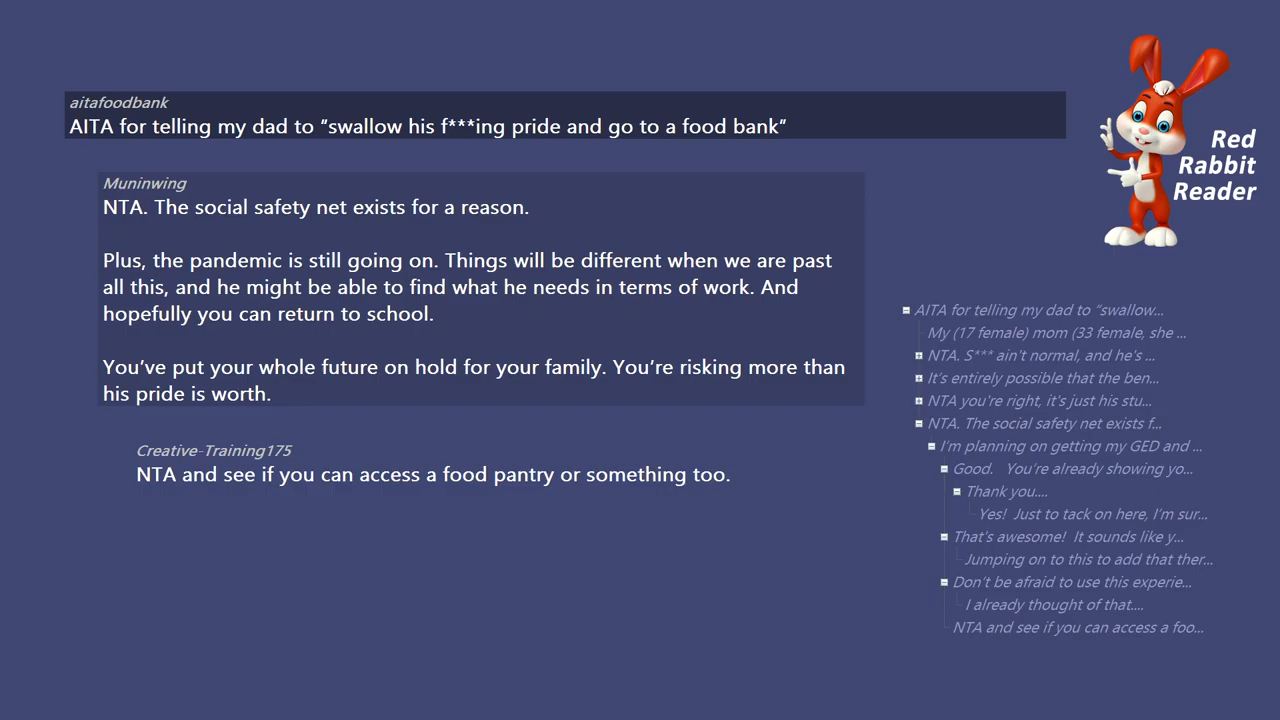 aitafoodbank
AITA for telling my dad to “swallow his f***ing pride and go to a food bank”
Muninwing
NTA. The social safety net exists for a reason.
Plus, the pandemic is still going on. Things will be different when we are past
all this, and he might be able to find what he needs in terms of work. And
hopefully you can return to school.
You’ve put your whole future on hold for your family. You’re risking more than
his pride is worth.
Creative-Training175
NTA and see if you can access a food pantry or something too.
Red
Rabbit
Reader
AITA for telling my dad to “swallow...
My (17 female) mom (33 female, she ...
NTA. S*** ain't normal, and he's ...
It’s entirely possible that the ben...
NTA you're right, it's just his stu...
NTA. The social safety net exists f...
I’m planning on getting my GED and ...
Good.   You’re already showing yo...
Thank you....
Yes!  Just to tack on here, I’m sur...
That's awesome!  It sounds like y...
Jumping on to this to add that ther...
Don’t be afraid to use this experie...
I already thought of that....
NTA and see if you can access a foo...